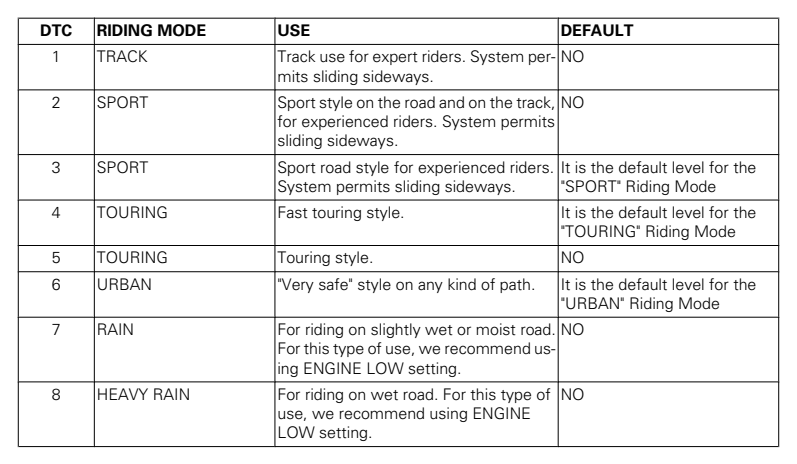 DTC RIDING MODE USE DEFAULT
1 TRACK Track use for expert riders. System per- NO
mits sliding sideways.
2 SPORT Sport style on the road and on the track, NO
for experienced riders. System permits
sliding sideways.
3 SPORT Sport road style for experienced riders. It is the default level for the
System permits sliding sideways. "SPORT" Riding Mode
4 TOURING Fast touring style. It is the default level for the
"TOURING" Riding Mode
5 TOURING Touring style. NO
6 URBAN "Very safe" style on any kind of path. It is the default level for the
"URBAN" Riding Mode
7 RAIN For riding on slightly wet or moist road. NO
For this type of use, we recommend us-
ing ENGINE LOW setting.
8 HEAVY RAIN For riding on wet road. For this type of NO
use, we recommend using ENGINE
LOW setting.